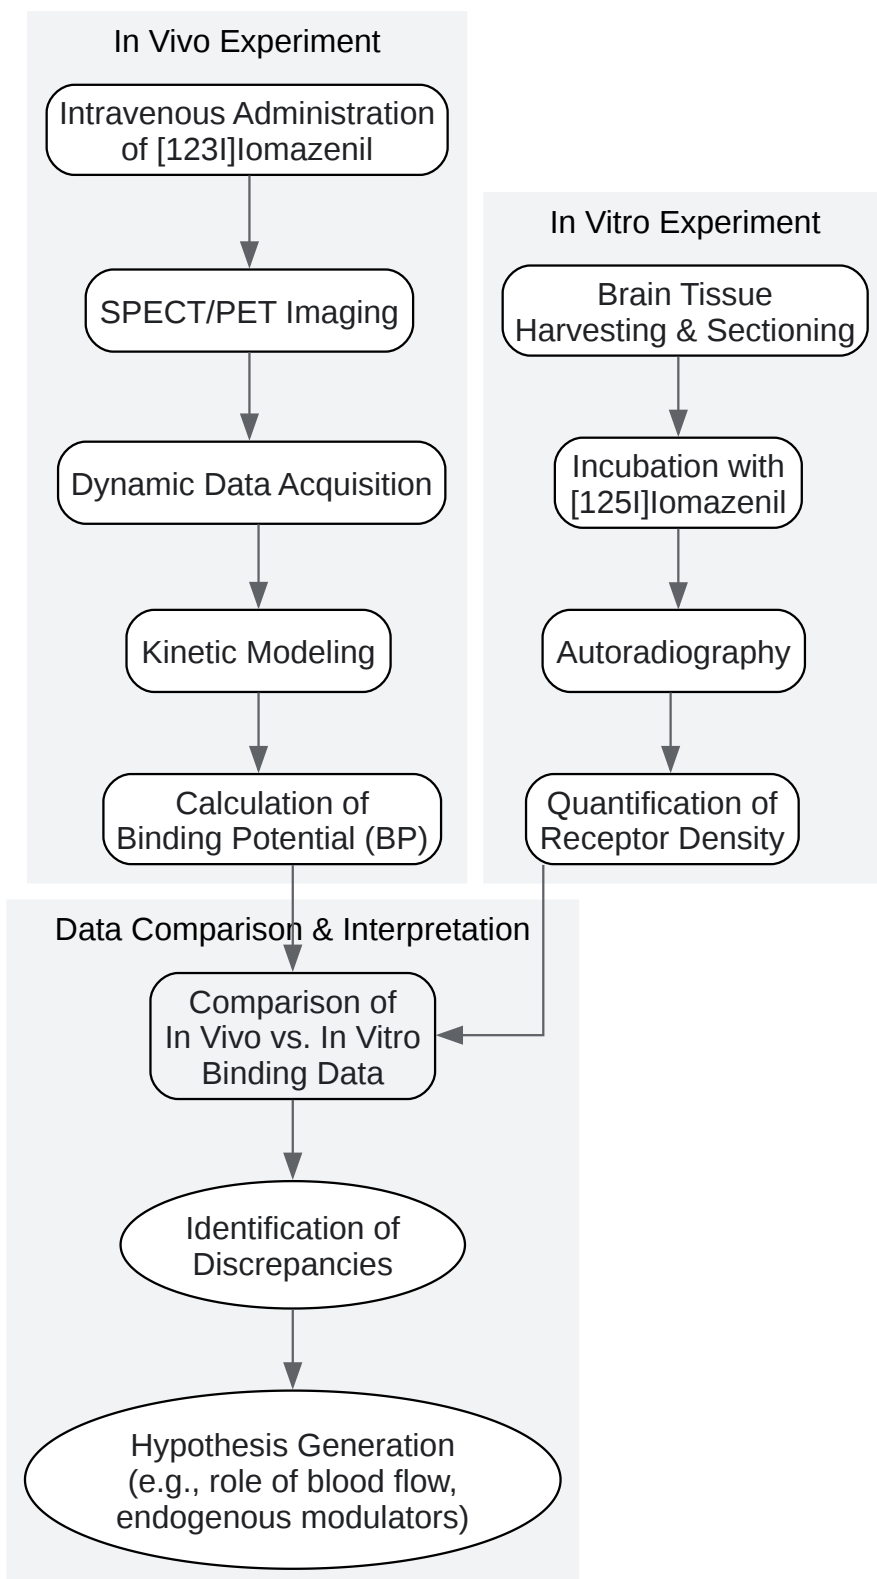 In Vivo Experiment
Intravenous Administration
of [123I]Iomazenil
SPECT/PET Imaging
Dynamic Data Acquisition
Kinetic Modeling
Calculation of
Binding Potential (BP)
In Vitro Experiment
Brain Tissue
Harvesting & Sectioning
Incubation with
[125I]Iomazenil
Autoradiography
Quantification of
Receptor Density
Data Comparison & Interpretation
Comparison of
In Vivo vs. In Vitro
Binding Data
Identification of
Discrepancies
Hypothesis Generation
(e.g., role of blood flow,
endogenous modulators)